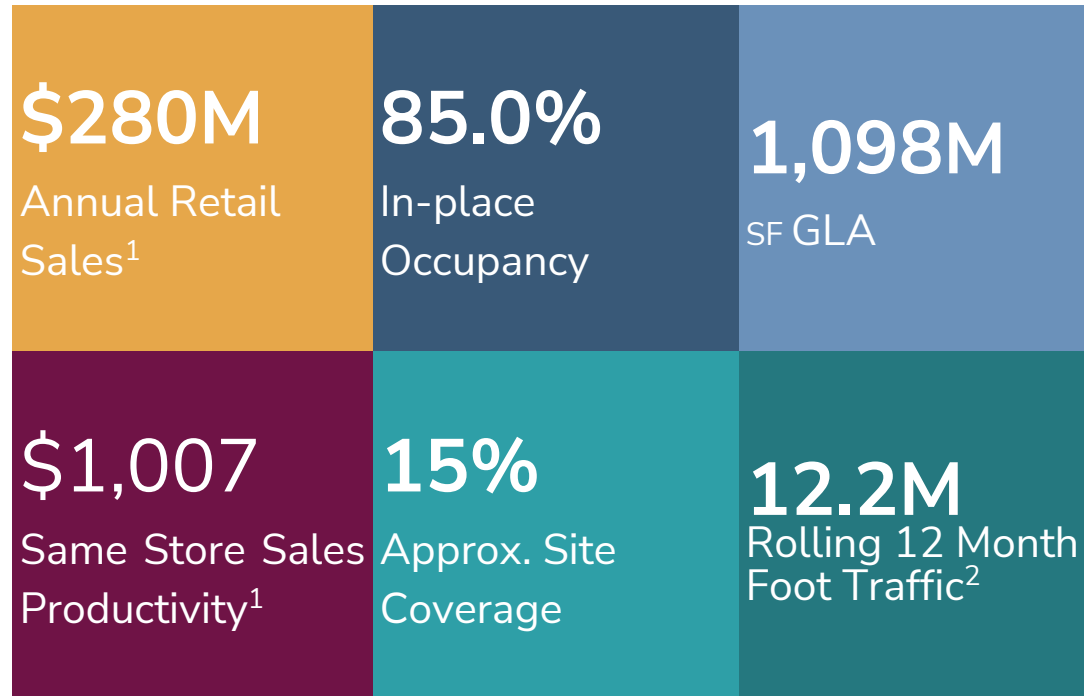 $280M
Annual Retail
Sales¹
85.0%
In-place
Occupancy
1,098M
SF GLA
$1,007
Same Store Sales
Productivity¹
15%
Approx. Site
Coverage
12.2M
Rolling 12 Month
Foot Traffic²